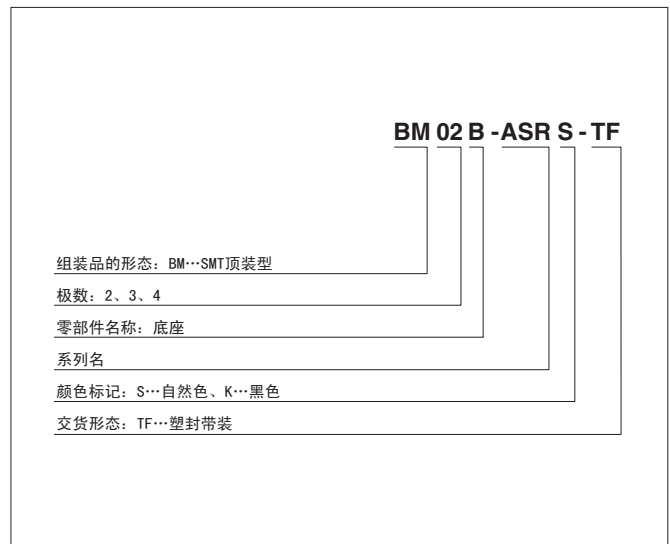 BM 02 B -ASR S - TF
组装品的形态：BM…SMT顶装型
极数：2、3、4
零部件名称：底座
系列名
颜色标记：S…自然色、K…黑色
交货形态：TF…塑封带装